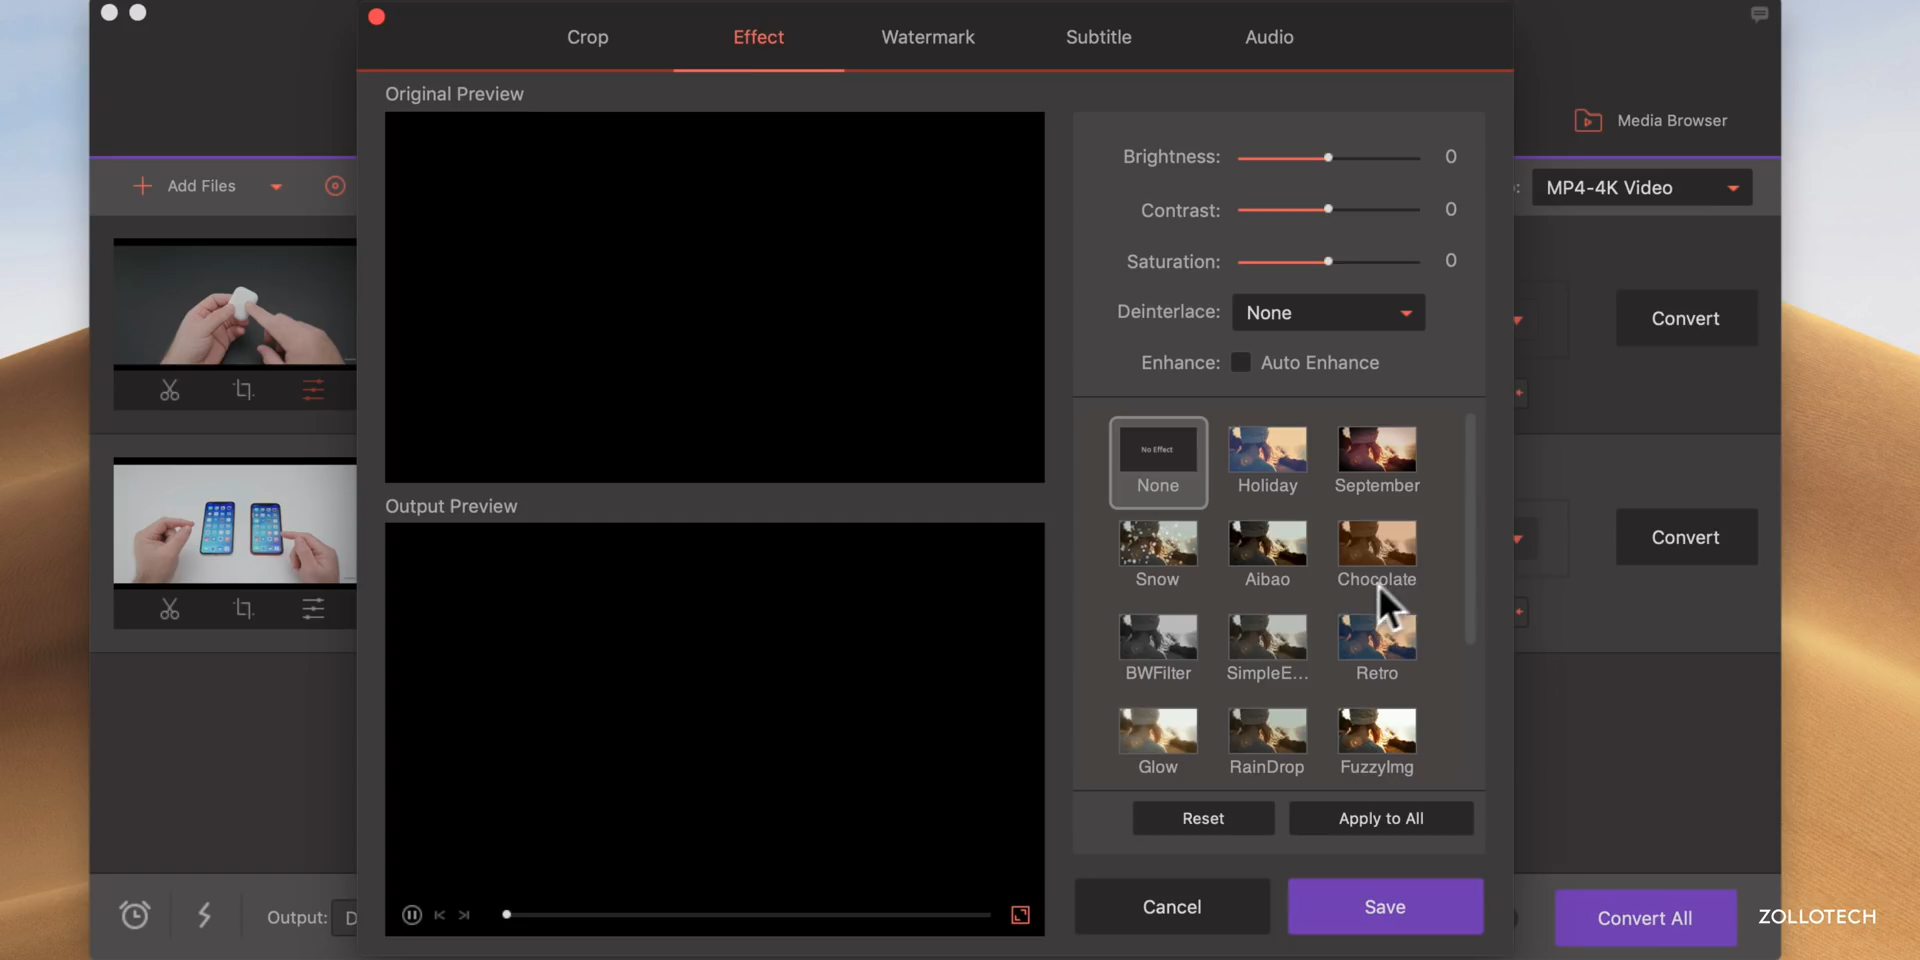 Crop
Effect
Watermark
Subtitle
Audio
Original Preview
Media Browser
Brightness: 0
Add Files
MP4-4K Video
Contrast: 0
Saturation: 0
Deinterlace: None
Convert
Enhance: Auto Enhance
No Effect
None
Holiday
September
Output Preview
Convert
Snow
Aibao
Chocolate
BWFilter
SimpleE...
Retro
Glow
RainDrop
FuzzyImg
Reset
Apply to All
Output: D
Cancel
Save
Convert All
ZOLLOTECH